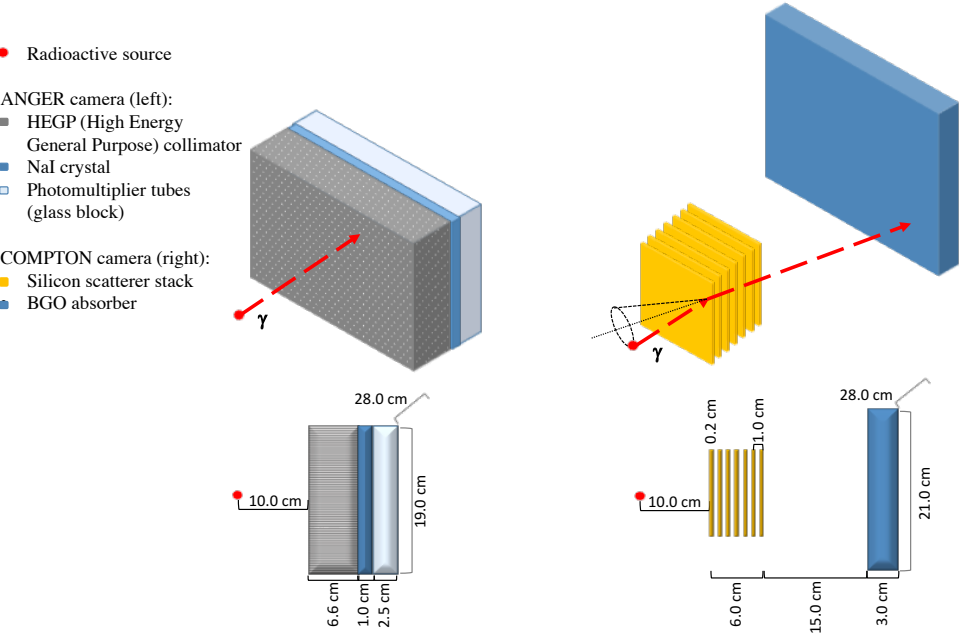 Radioactive source
ANGER camera (left):
HEGP (High Energy
General Purpose) collimator
NaI crystal
Photomultiplier tubes
(glass block)
COMPTON camera (right):
Silicon scatterer stack
BGO absorber
γ
γ
28.0 cm
10.0 cm
19.0 cm
6.6 cm
1.0 cm
2.5 cm
0.2 cm
1.0 cm
28.0 cm
10.0 cm
21.0 cm
6.0 cm
15.0 cm
3.0 cm